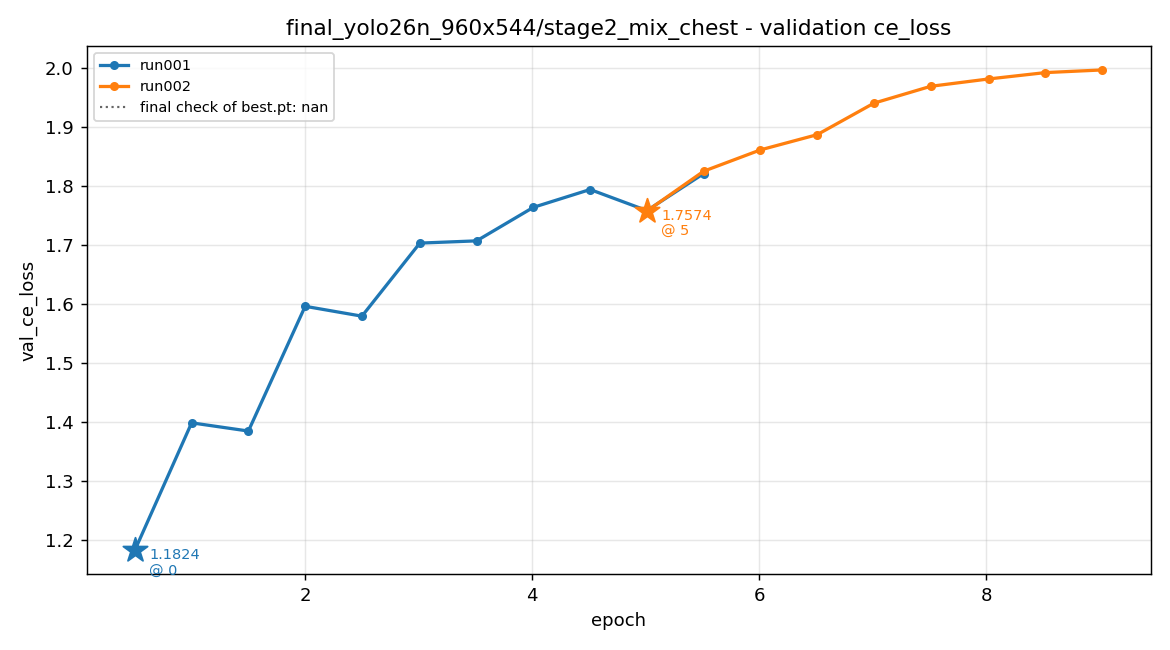 final_yolo26n_960x544/stage2_mix_chest - validation ce_loss
run001
run002
final check of best.pt: nan
2.0
1.9
1.8
1.7
1.6
1.5
1.4
1.3
1.2
val_ce_loss
1.7574
@ 5
1.1824
@ 0
2
4
6
8
epoch